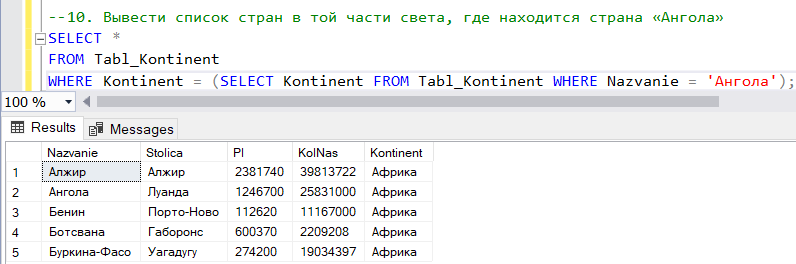 --10. Вывести список стран в той части света, где находится страна «Ангола»
SELECT *
FROM Tabl_Kontinent
WHERE Kontinent = (SELECT Kontinent FROM Tabl_Kontinent WHERE Nazvanie = 'Ангола');
100 %
Results Messages
Nazvanie Stolica Pl KolNas Kontinent
1 Алжир Алжир 2381740 39813722 Африка
2 Ангола Луанда 1246700 25831000 Африка
3 Бенин Порто-Ново 112620 11167000 Африка
4 Ботсвана Габоронс 600370 2209208 Африка
5 Буркина-Фасо Уагадугу 274200 19034397 Африка